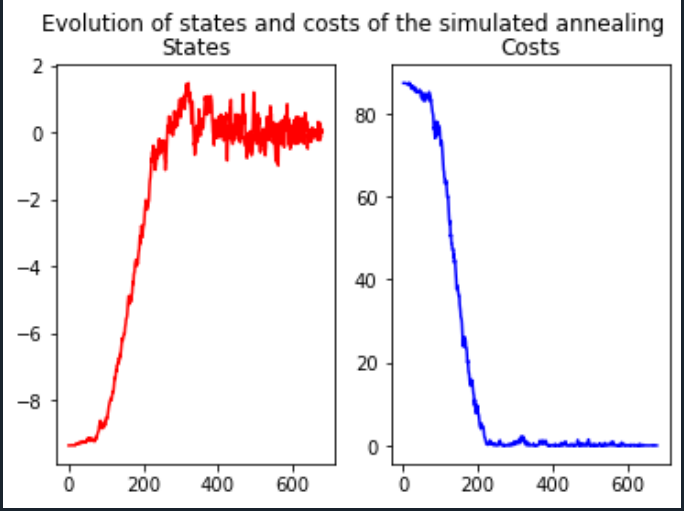 Evolution of states and costs of the simulated annealing
States
Costs
2
0
−2
−4
−6
−8
0 200 400 600
80
60
40
20
0
0 200 400 600